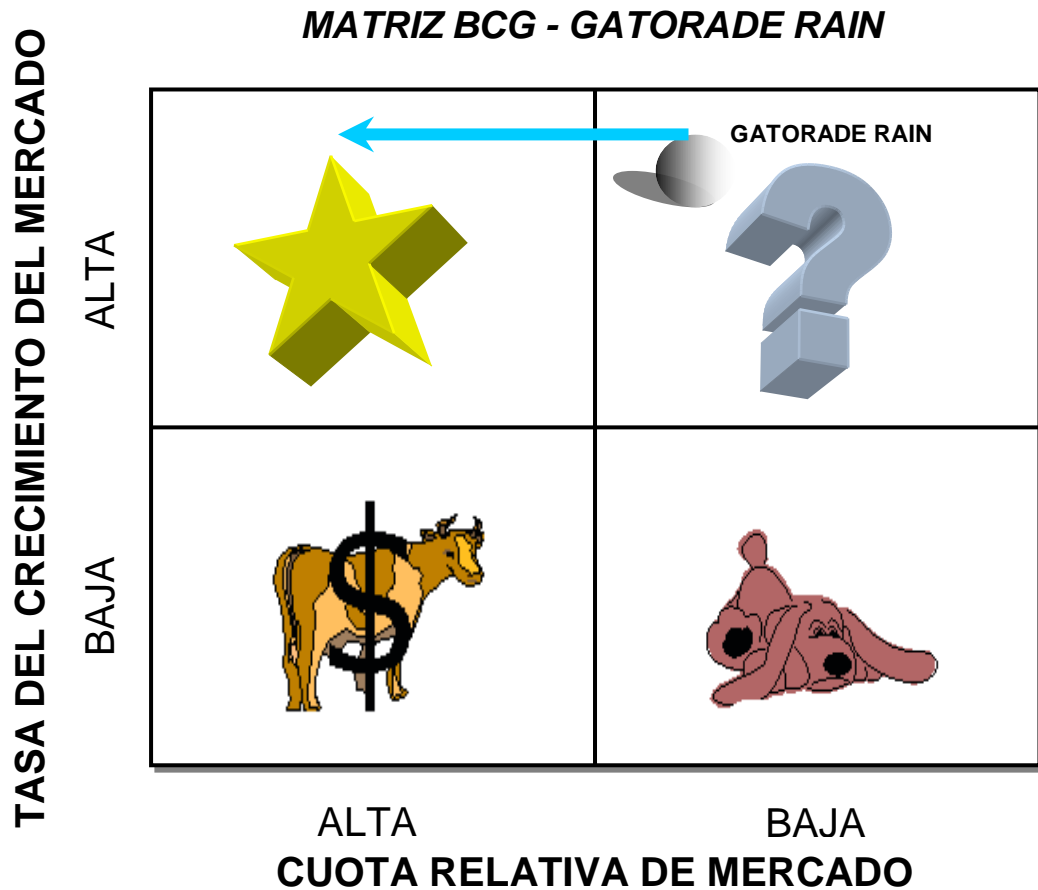 MATRIZ BCG - GATORADE RAIN
TASA DEL CRECIMIENTO DEL MERCADO
ALTA
GATORADE RAIN
BAJA
$
ALTA
BAJA
CUOTA RELATIVA DE MERCADO